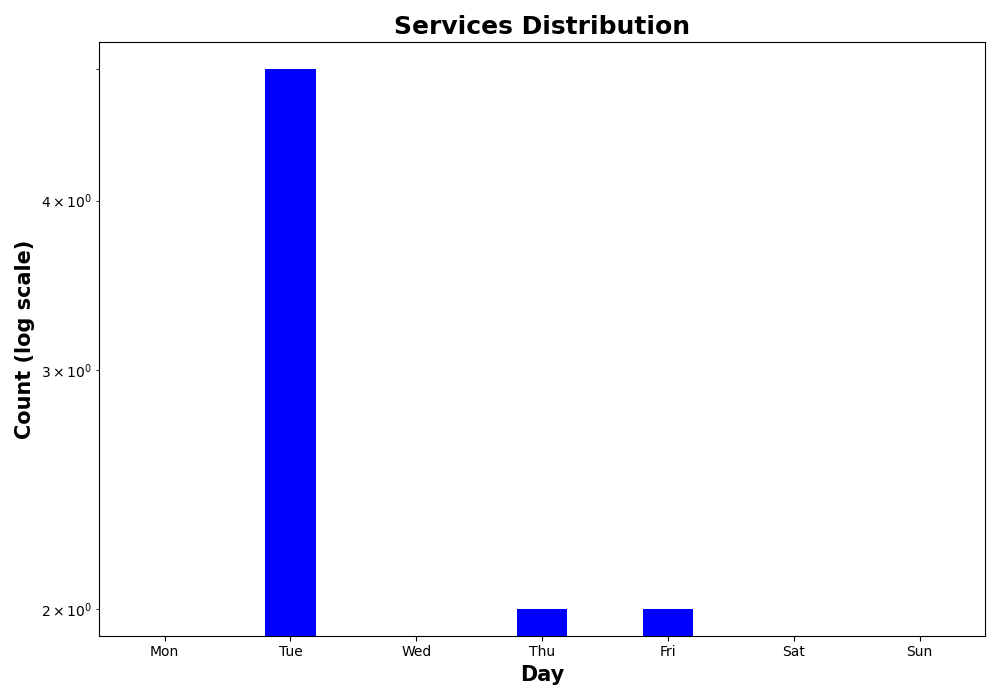 Services Distribution
Count (log scale)
4 × 10⁰
3 × 10⁰
2 × 10⁰
Mon Tue Wed Thu Fri Sat Sun
Day